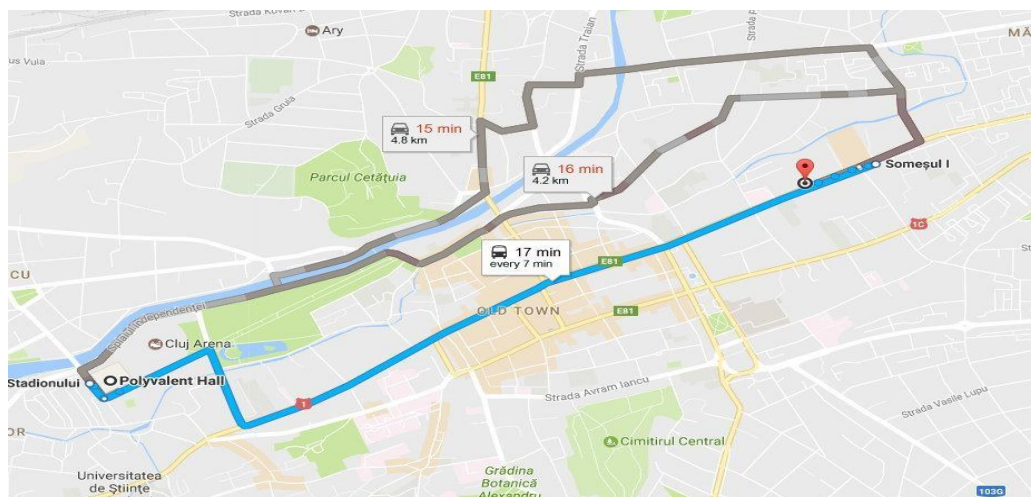 Strada Kövari
Ary
us Vuia
Strada Gruia
E81
Strada Traian
MĂ
15 min
4.8 km
16 min
4.2 km
Someșul I
Parcul Cetățuia
1C
17 min
every 7 min
E81
CU
OLD TOWN
E81
Splaiul Independenței
Cluj Arena
Stadionului
Polyvalent Hall
1
Strada Avram Iancu
Strada Vasile Lupu
OR
Cimitirul Central
Universitatea
de Științe
Grădina
Botanică
Alexandru
103G